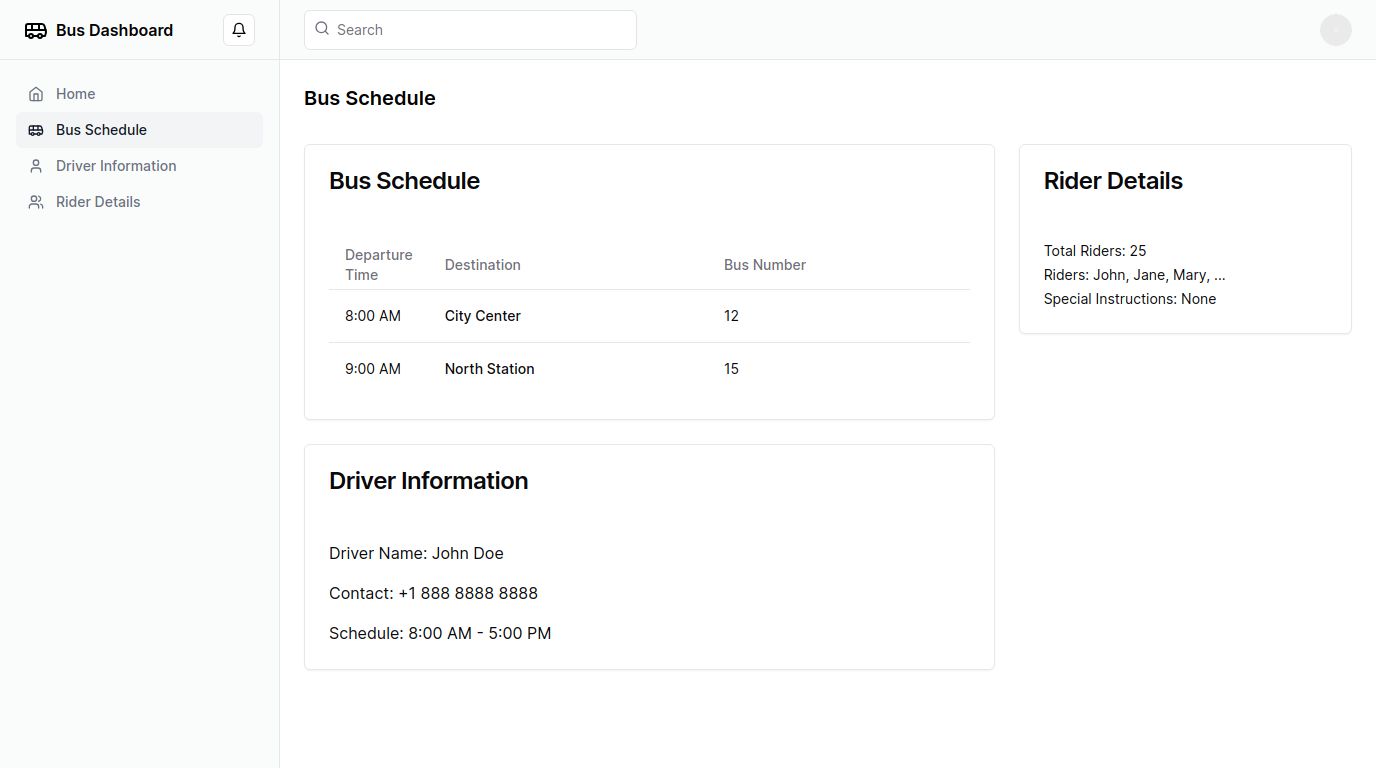 Bus Dashboard
Search
Home
Bus Schedule
Driver Information
Rider Details
Bus Schedule
Bus Schedule
Departure
Time
Destination
Bus Number
8:00 AM
City Center
12
9:00 AM
North Station
15
Rider Details
Total Riders: 25
Riders: John, Jane, Mary, ...
Special Instructions: None
Driver Information
Driver Name: John Doe
Contact: +1 888 8888 8888
Schedule: 8:00 AM - 5:00 PM